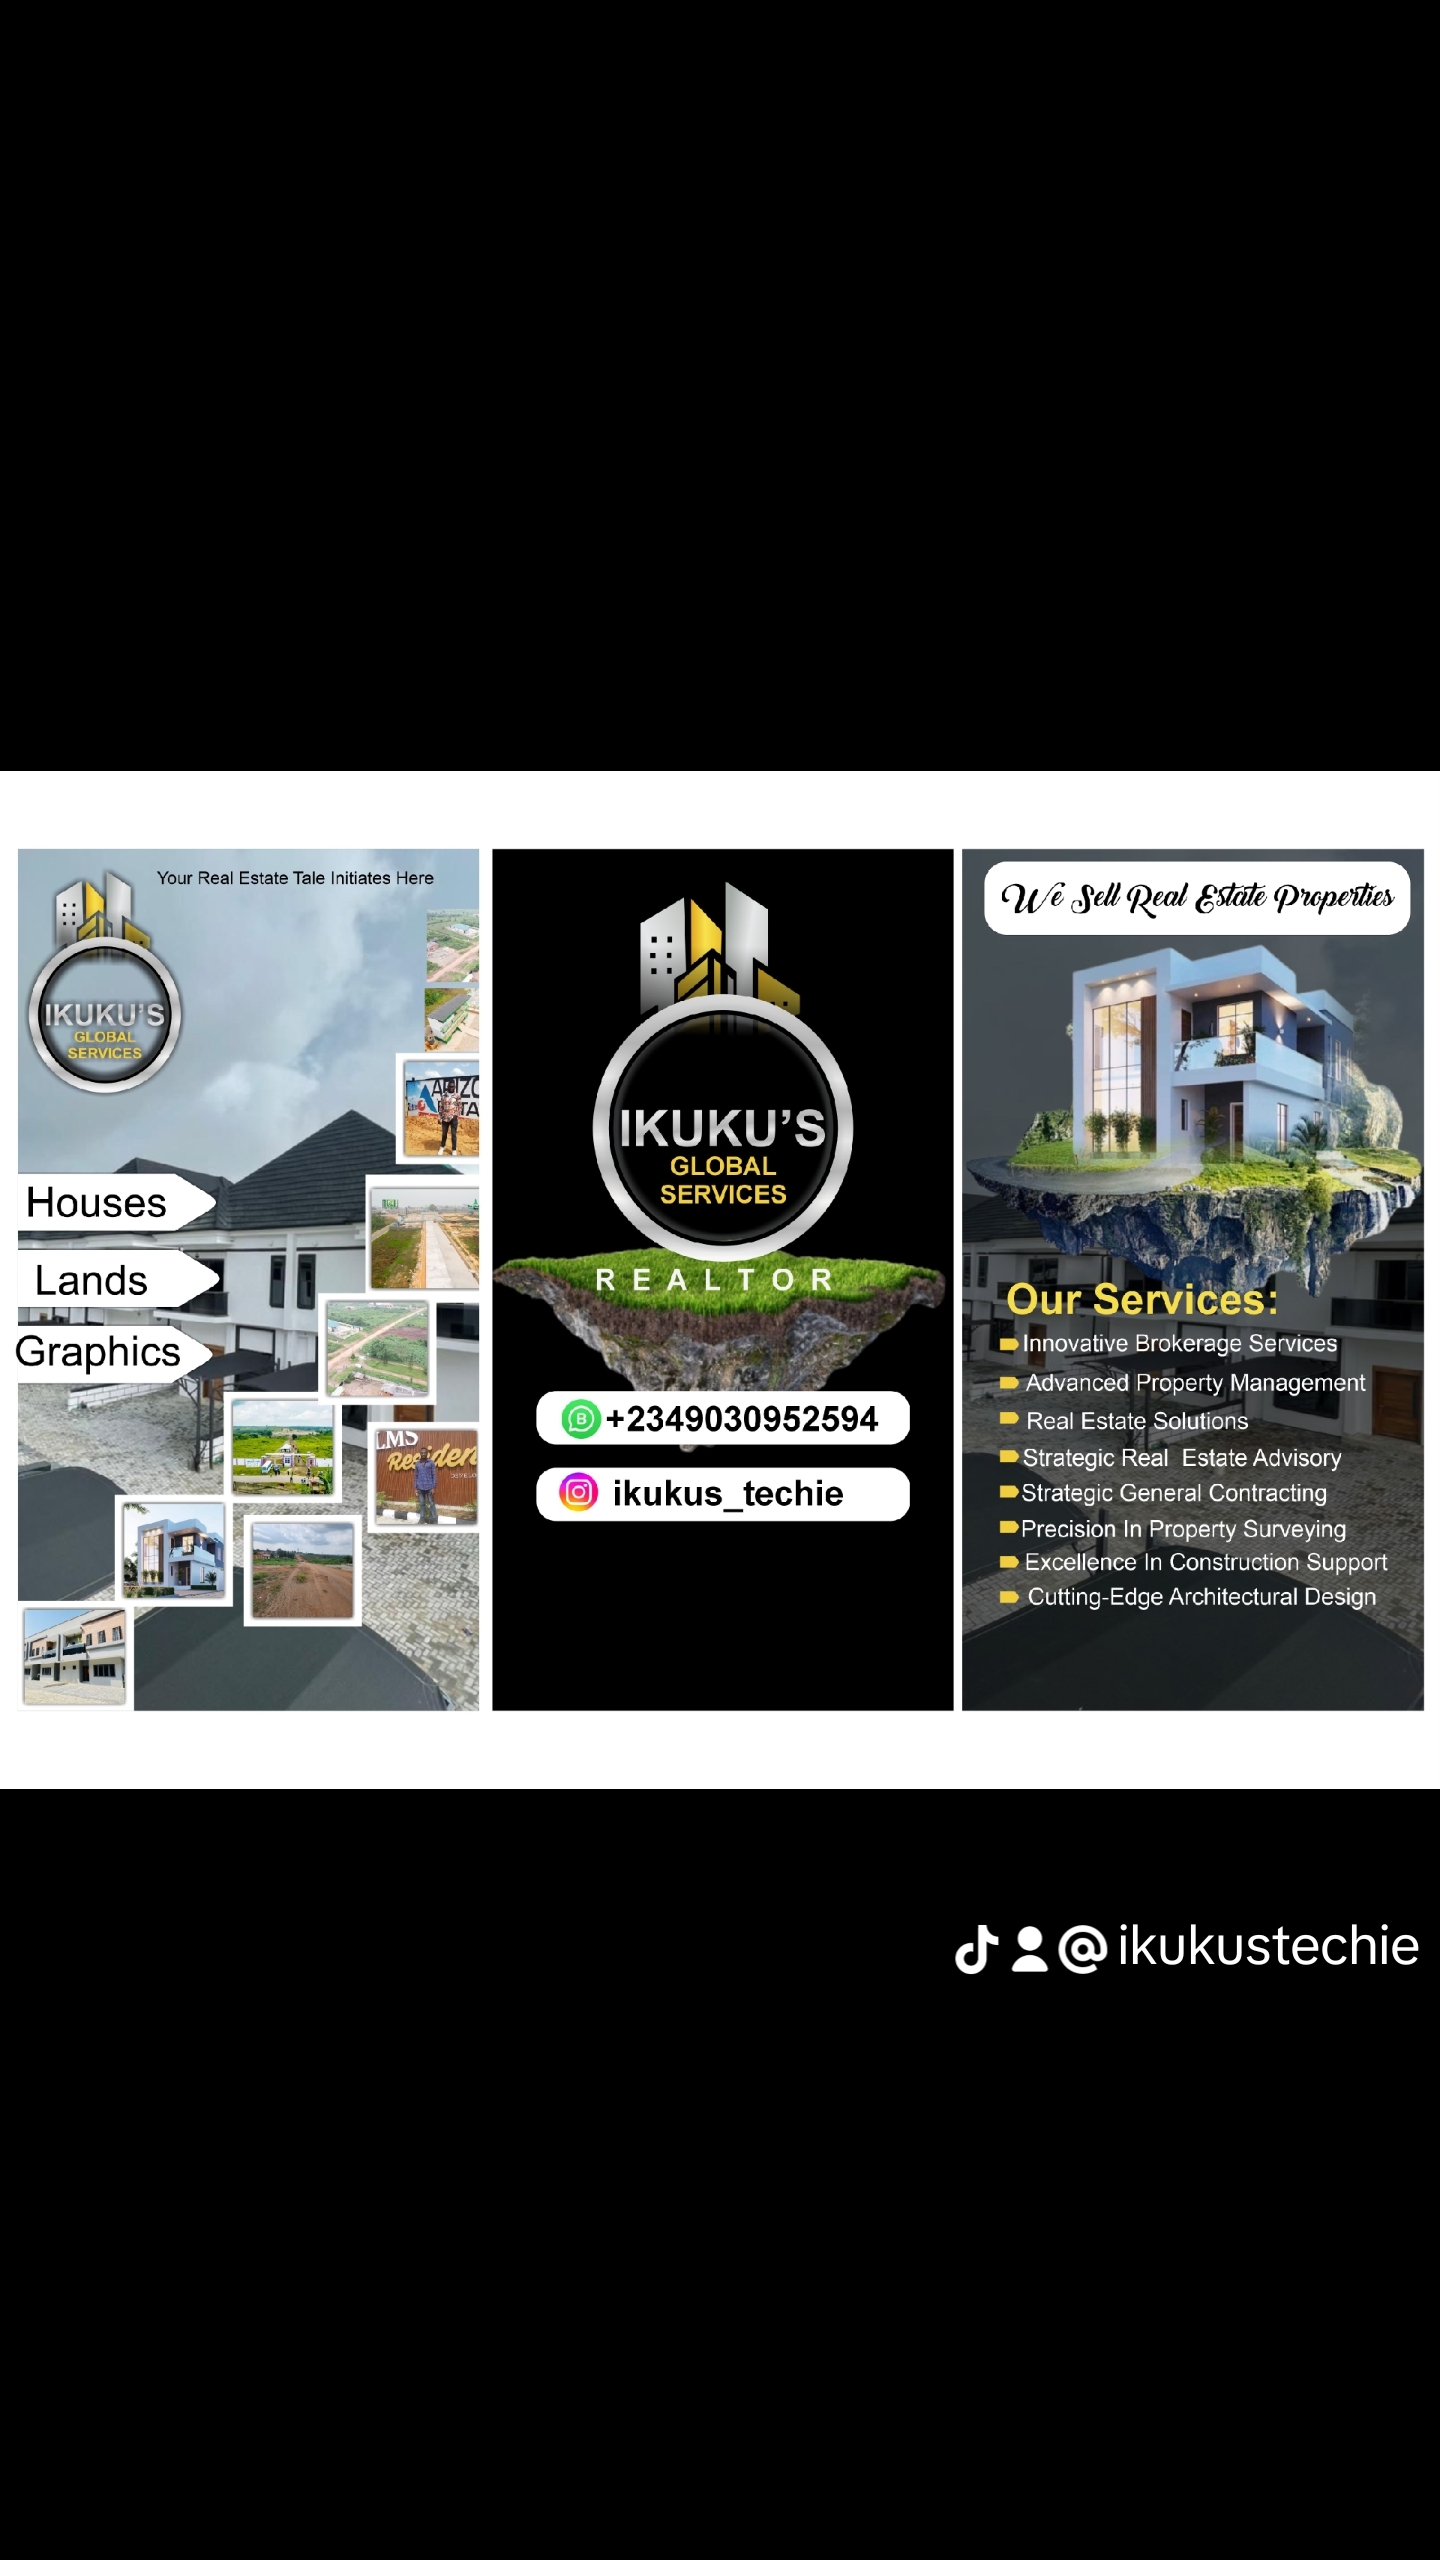 Your Real Estate Tale Initiates Here
IKUKU'S
GLOBAL
SERVICES
Houses
Lands
Graphics
LMS
Residen
IKUKU'S
GLOBAL
SERVICES
REALTOR
+2349030952594
ikukus_techie
We Sell Real Estate Properties
Our Services:
Innovative Brokerage Services
Advanced Property Management
Real Estate Solutions
Strategic Real  Estate Advisory
Strategic General Contracting
Precision In Property Surveying
Excellence In Construction Support
Cutting-Edge Architectural Design
@ikukustechie